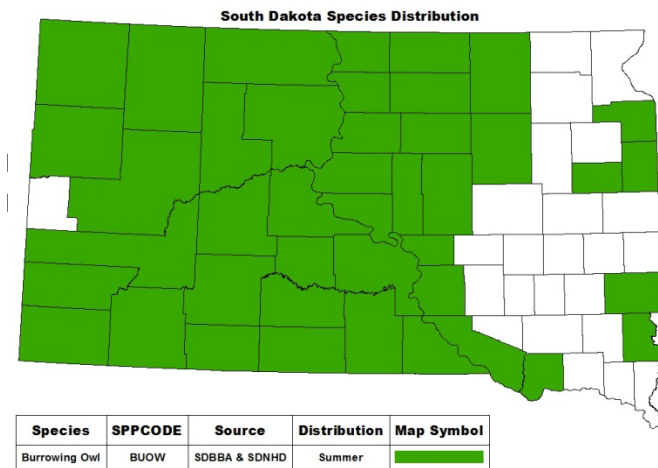 South Dakota Species Distribution
Species SPPCODE Source Distribution Map Symbol
Burrowing Owl BUOW SDBBA & SDNHD Summer